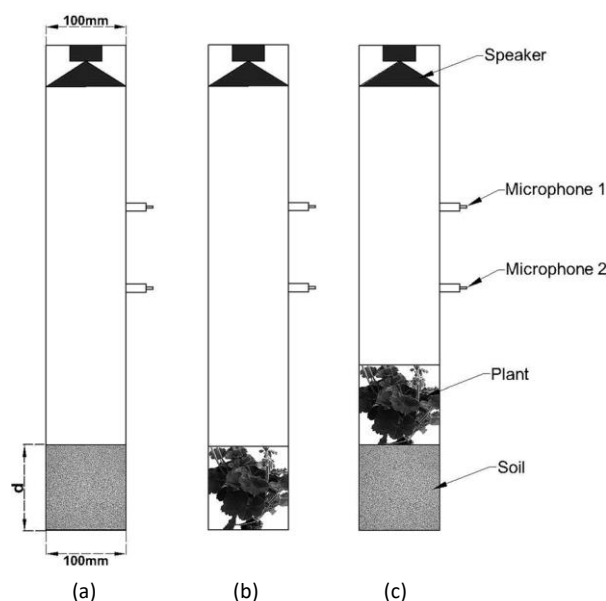 100mm
Speaker
Microphone 1
Microphone 2
Plant
Soil
d
100mm
(a) (b) (c)